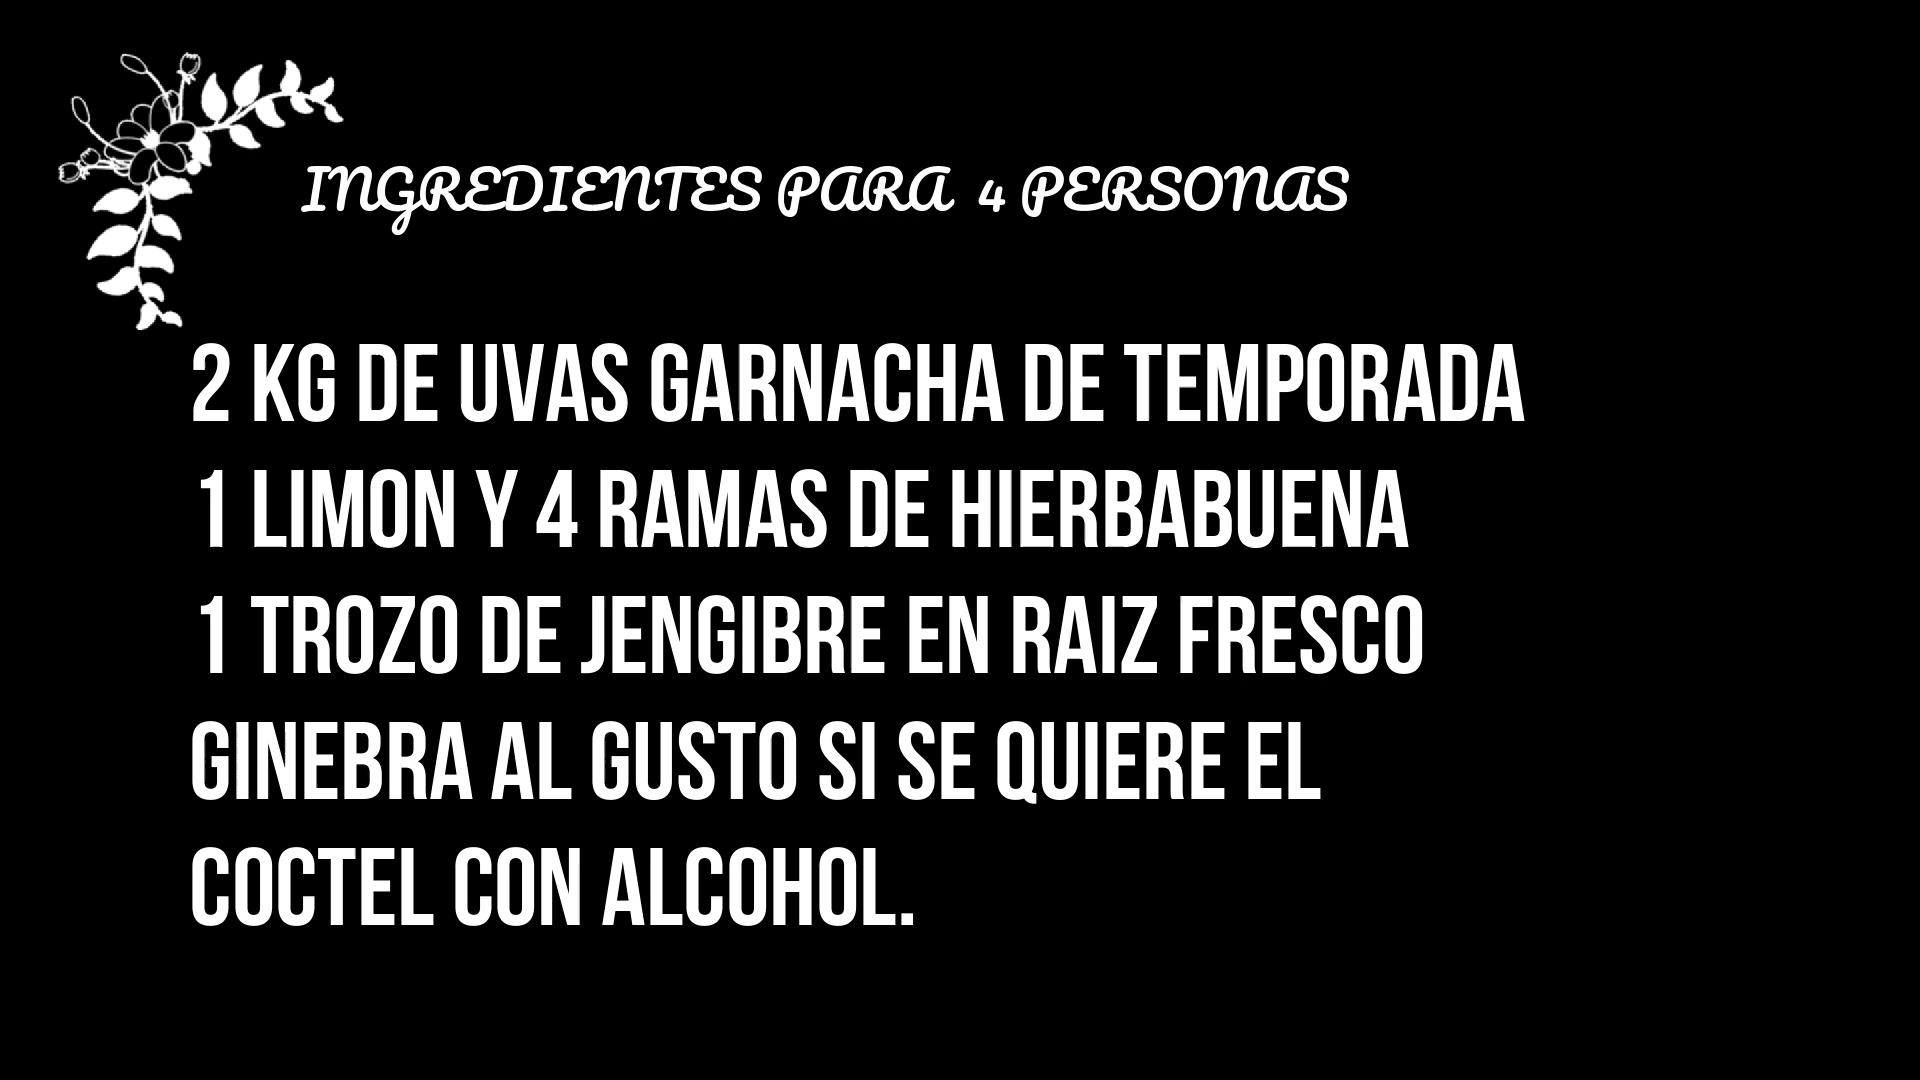 INGREDIENTES PARA 4 PERSONAS
2 KG DE UVAS GARNACHA DE TEMPORADA
1 LIMON Y 4 RAMAS DE HIERBABUENA
1 TROZO DE JENGIBRE EN RAIZ FRESCO
GINEBRA AL GUSTO SI SE QUIERE EL
COCTEL CON ALCOHOL.